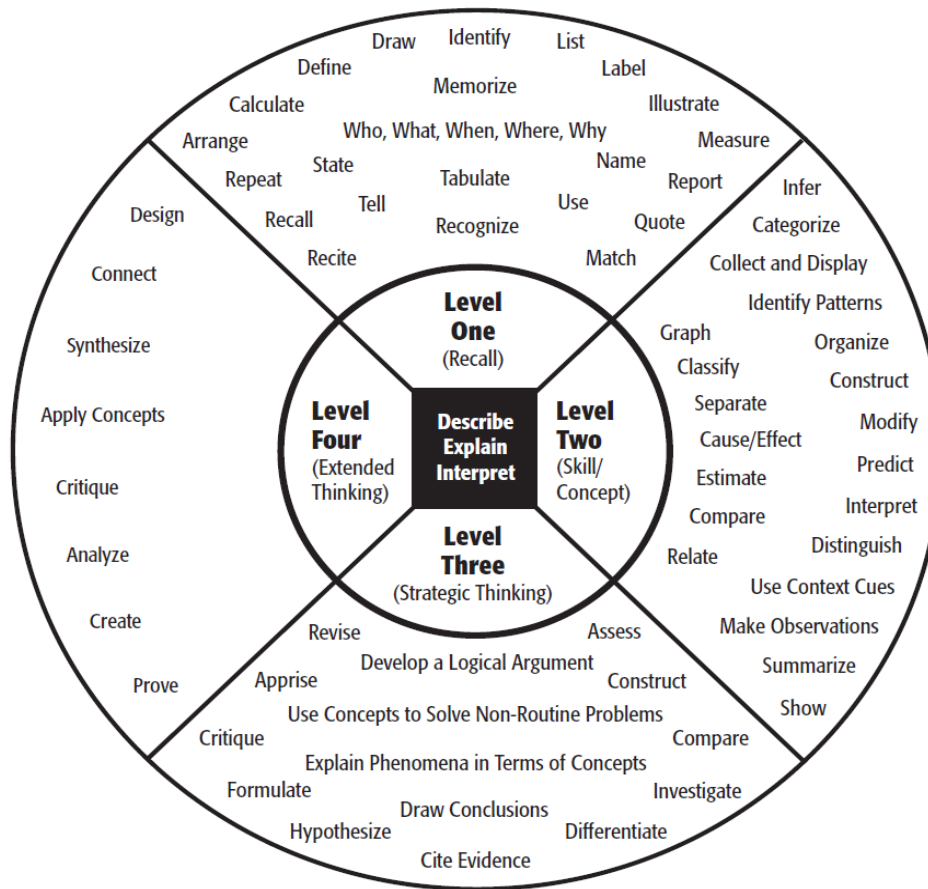 Draw
Identify
List
Define
Label
Memorize
Calculate
Illustrate
Arrange
Who, What, When, Where, Why
Measure
State
Name
Repeat
Tabulate
Report
Tell
Use
Recall
Recognize
Quote
Recite
Match
Level
One
(Recall)
Infer
Categorize
Collect and Display
Identify Patterns
Graph
Organize
Classify
Construct
Separate
Modify
Cause/Effect
Predict
Estimate
Interpret
Compare
Distinguish
Relate
Use Context Cues
Make Observations
Summarize
Show
Level
Two
(Skill/
Concept)
Describe
Explain
Interpret
Level
Three
(Strategic Thinking)
Revise
Assess
Develop a Logical Argument
Apprise
Construct
Use Concepts to Solve Non-Routine Problems
Critique
Compare
Explain Phenomena in Terms of Concepts
Formulate
Investigate
Draw Conclusions
Hypothesize
Differentiate
Cite Evidence
Level
Four
(Extended
Thinking)
Design
Connect
Synthesize
Apply Concepts
Critique
Analyze
Create
Prove